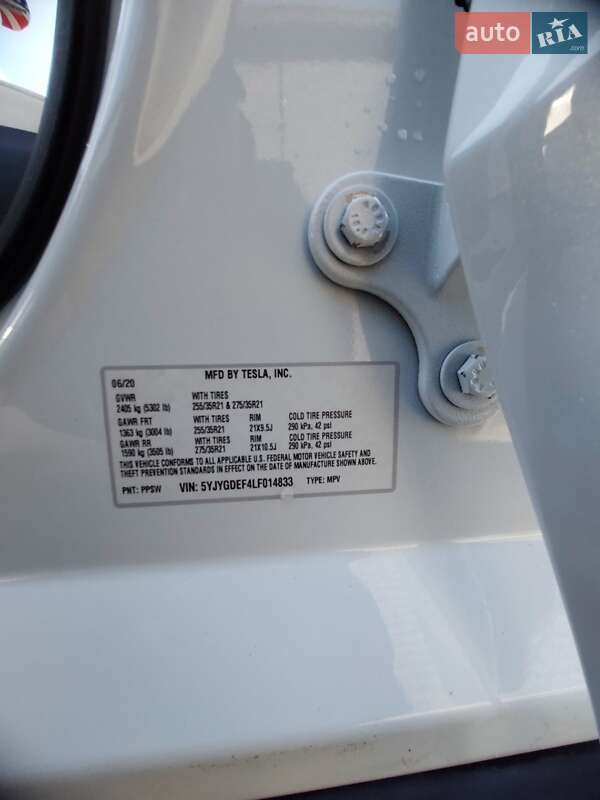 auto RIA .com
MFD BY TESLA, INC.
06/20
GVWR WITH TIRES
2405 kg (5302 lb) 255/35R21 & 275/35R21
GAWR FRT WITH TIRES RIM COLD TIRE PRESSURE
1363 kg (3004 lb) 255/35R21 21X9.5J 290 kPa, 42 psi
GAWR RR WITH TIRES RIM COLD TIRE PRESSURE
1590 kg (3505 lb) 275/35R21 21X10.5J 290 kPa, 42 psi
THIS VEHICLE CONFORMS TO ALL APPLICABLE U.S. FEDERAL MOTOR VEHICLE SAFETY AND
THEFT PREVENTION STANDARDS IN EFFECT ON THE DATE OF MANUFACTURE SHOWN ABOVE.
PNT: PPSW VIN: 5YJYGDEF4LF014833 TYPE: MPV